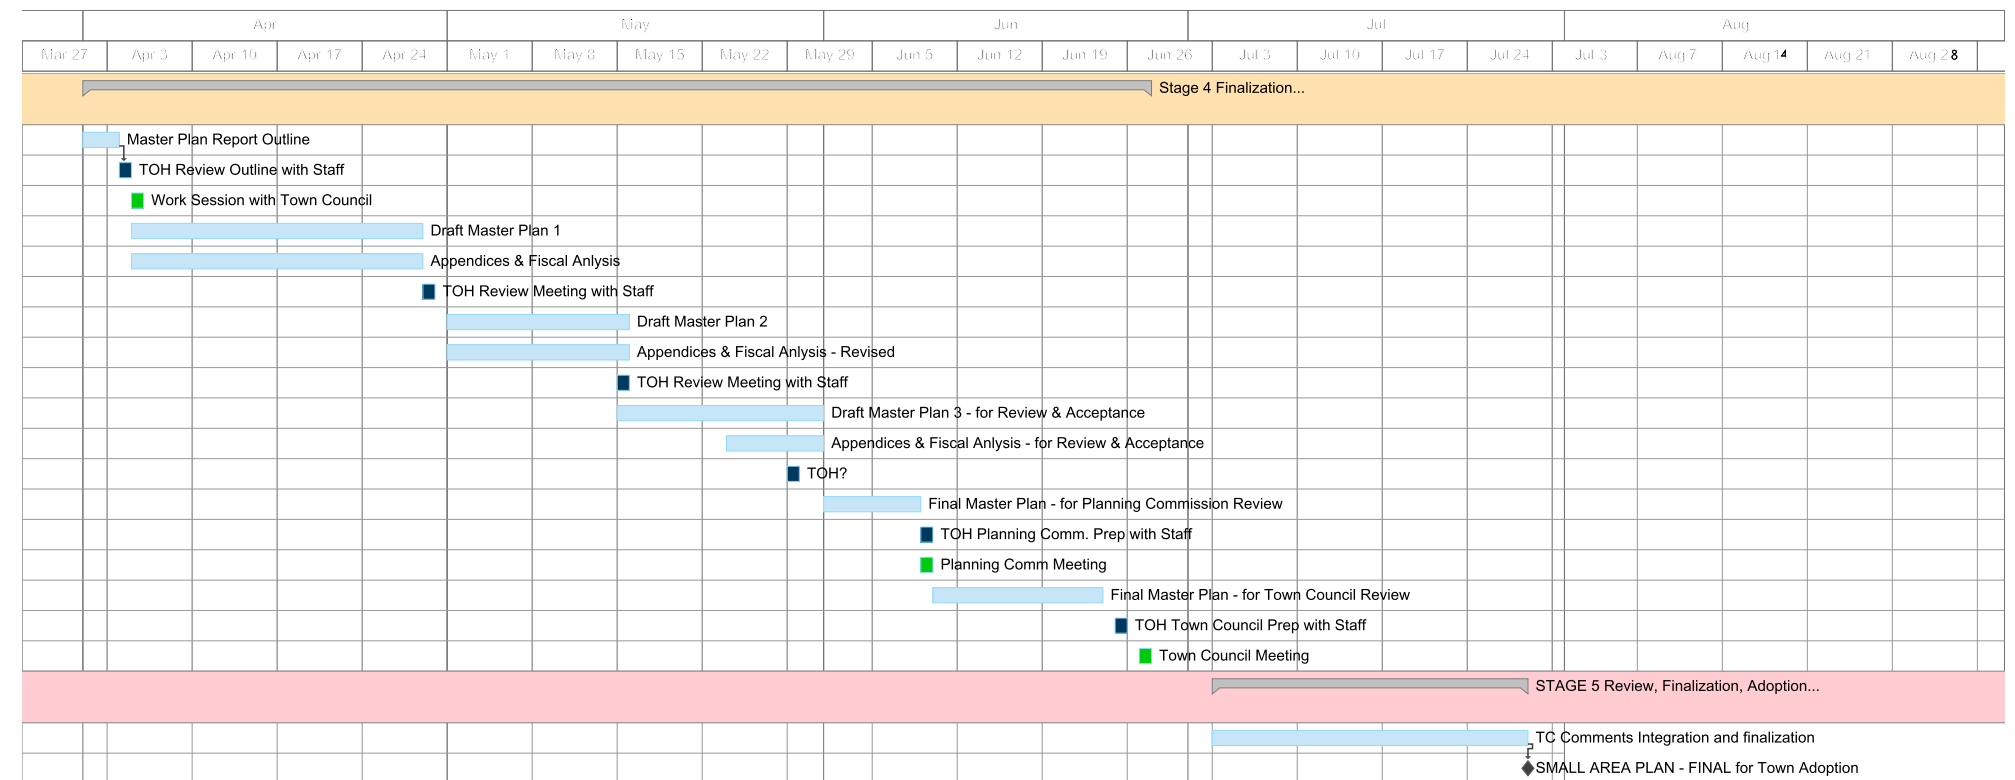 Apr May Jun Jul Aug
Mar 27 Apr 3 Apr 10 Apr 17 Apr 24 May 1 May 8 May 15 May 22 May 29 Jun 5 Jun 12 Jun 19 Jun 26 Jul 3 Jul 10 Jul 17 Jul 24 Jul 3 Aug 7 Aug 14 Aug 21 Aug 28
Stage 4 Finalization...
Master Plan Report Outline
TOH Review Outline with Staff
Work Session with Town Council
Draft Master Plan 1
Appendices & Fiscal Anlysis
TOH Review Meeting with Staff
Draft Master Plan 2
Appendices & Fiscal Anlysis - Revised
TOH Review Meeting with Staff
Draft Master Plan 3 - for Review & Acceptance
Appendices & Fiscal Anlysis - for Review & Acceptance
TOH?
Final Master Plan - for Planning Commission Review
TOH Planning Comm. Prep with Staff
Planning Comm Meeting
Final Master Plan - for Town Council Review
TOH Town Council Prep with Staff
Town Council Meeting
STAGE 5 Review, Finalization, Adoption...
TC Comments Integration and finalization
SMALL AREA PLAN - FINAL for Town Adoption